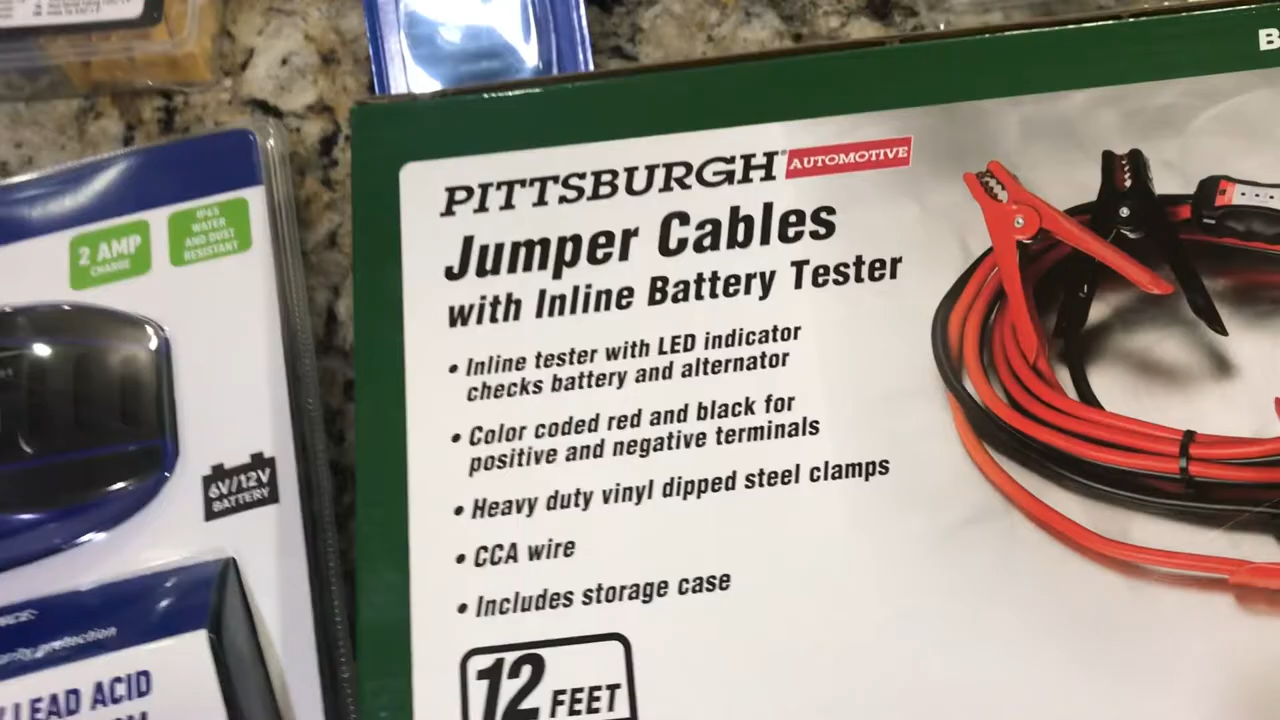 2 AMP
CHARGE
IP65
WATER
AND DUST
RESISTANT
6V/12V
BATTERY
LEAD ACID
PITTSBURGH AUTOMOTIVE
Jumper Cables
with Inline Battery Tester
• Inline tester with LED indicator
checks battery and alternator
• Color coded red and black for
positive and negative terminals
• Heavy duty vinyl dipped steel clamps
• CCA wire
• Includes storage case
12 FEET